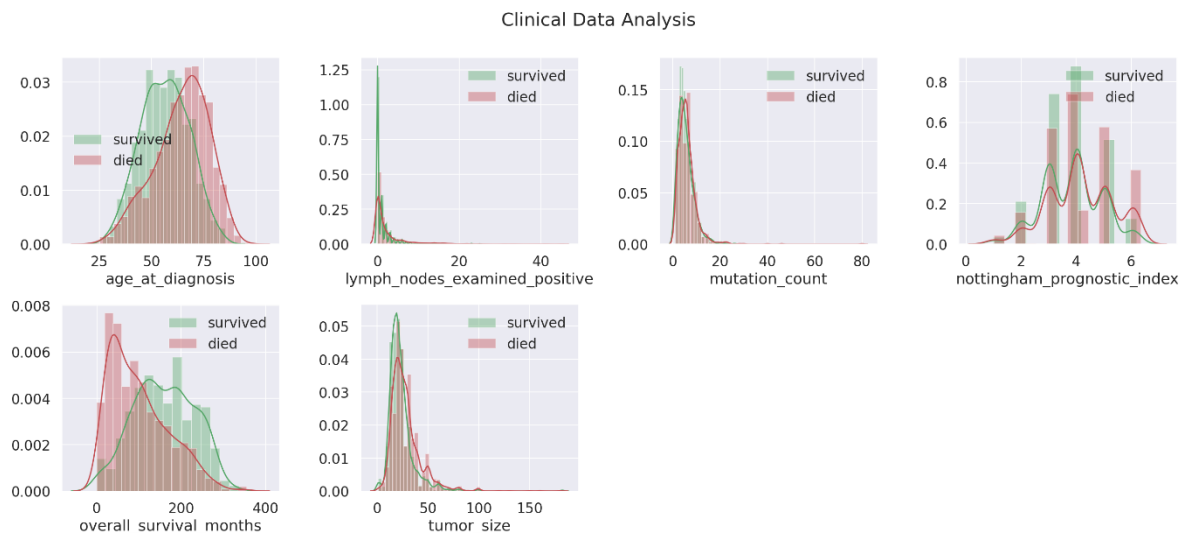 Clinical Data Analysis
0.03
0.02
0.01
0.00
survived
died
25 50 75 100
age_at_diagnosis
1.25
1.00
0.75
0.50
0.25
0.00
survived
died
0 20 40
lymph_nodes_examined_positive
0.15
0.10
0.05
0.00
survived
died
0 20 40 60 80
mutation_count
0.8
0.6
0.4
0.2
0.0
survived
died
0 2 4 6
nottingham_prognostic_index
0.008
0.006
0.004
0.002
0.000
survived
died
0 200 400
overall_survival_months
0.05
0.04
0.03
0.02
0.01
0.00
survived
died
0 50 100 150
tumor_size